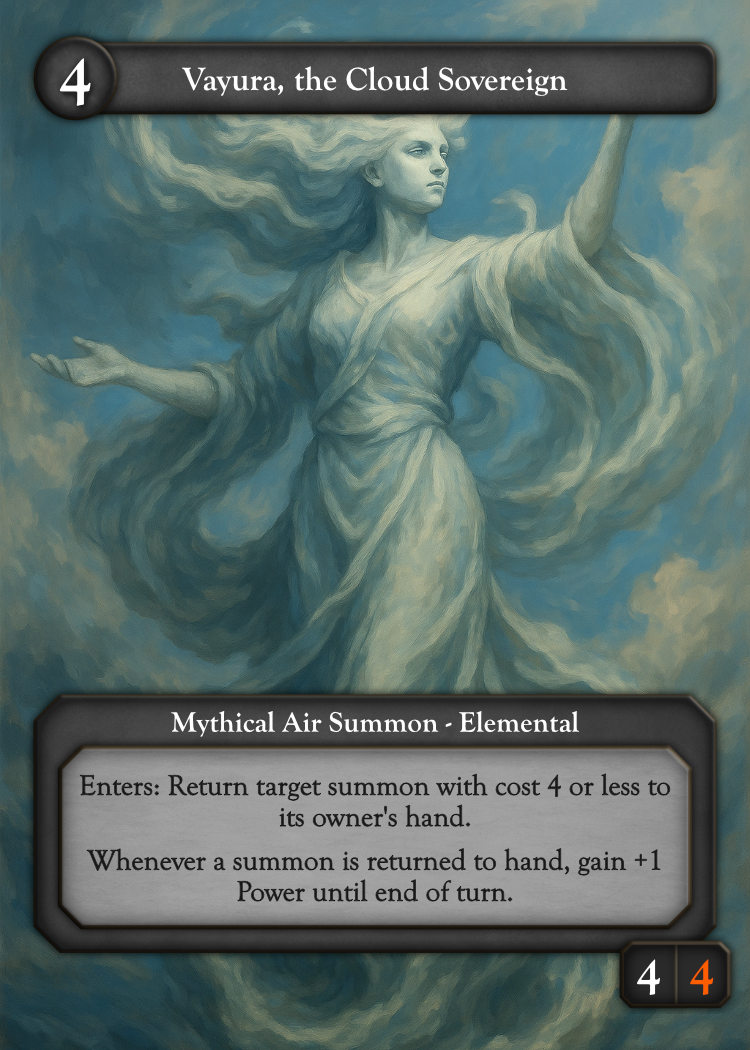 4
Vayura, the Cloud Sovereign
Mythical Air Summon - Elemental
Enters: Return target summon with cost 4 or less to
its owner's hand.
Whenever a summon is returned to hand, gain +1
Power until end of turn.
4 4